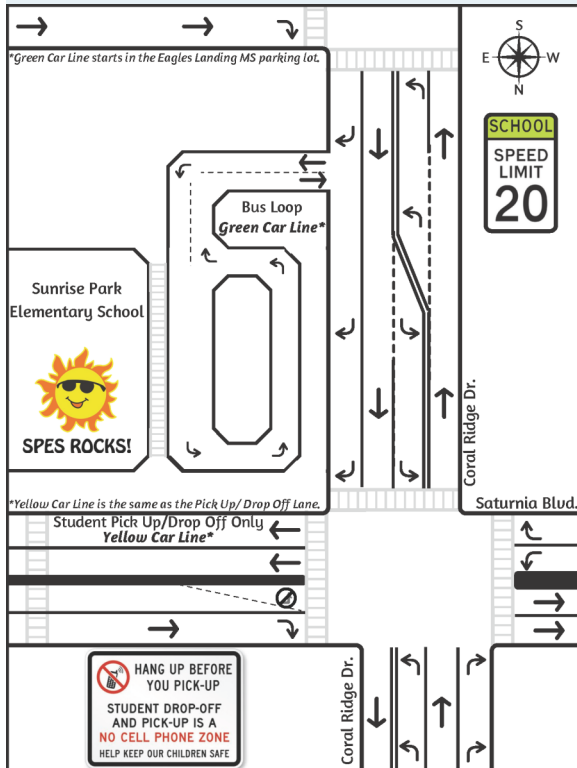 *Green Car Line starts in the Eagles Landing MS parking lot.
S
E
W
N
SCHOOL
SPEED
LIMIT
20
Bus Loop
Green Car Line*
Sunrise Park
Elementary School
SPES ROCKS!
Coral Ridge Dr.
*Yellow Car Line is the same as the Pick Up/ Drop Off Lane.
Saturnia Blvd.
Student Pick Up/Drop Off Only
Yellow Car Line*
HANG UP BEFORE
YOU PICK-UP
STUDENT DROP-OFF
AND PICK-UP IS A
NO CELL PHONE ZONE
HELP KEEP OUR CHILDREN SAFE
Coral Ridge Dr.